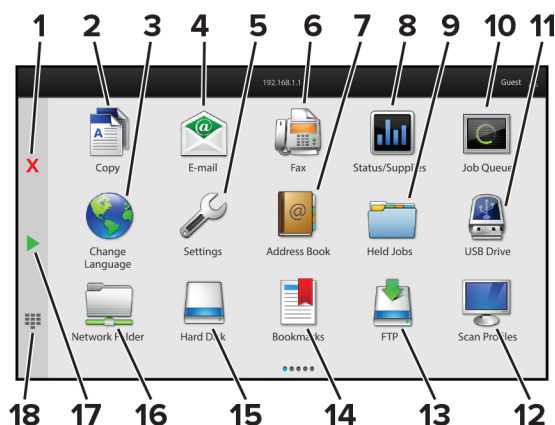 1 2 3 4 5 6 7 8 9 10 11
192.168.1.1 Guest
A @
X Copy E-mail Fax Status/Supplies Job Queue
@
Change Settings Address Book Held Jobs USB Drive
Language
Network Folder Hard Disk Bookmarks FTP Scan Profiles
18 17 16 15 14 13 12